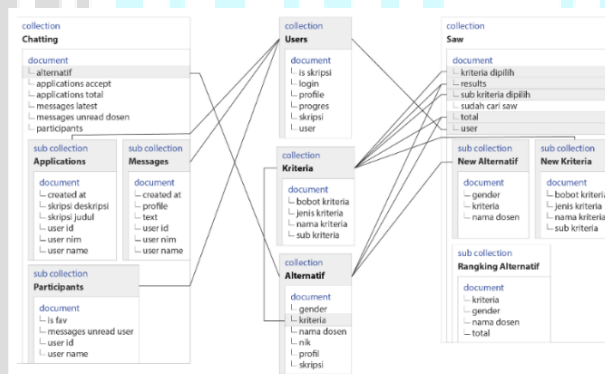 collection
Chatting
document
alternatif
applications accept
applications total
messages latest
messages unread dosen
participants
sub collection
Applications
document
created at
skripsi deskripsi
skripsi judul
user id
user nim
user name
sub collection
Messages
document
created at
profile
text
user id
user nim
user name
sub collection
Participants
document
is fav
messages unread user
user id
user name
collection
Users
document
is skripsi
login
profile
progres
skripsi
user
collection
Kriteria
document
bobot kriteria
jenis kriteria
nama kriteria
sub kriteria
collection
Alternatif
document
gender
kriteria
nama dosen
nik
profil
skripsi
collection
Saw
document
kriteria dipilih
results
sub kriteria dipilih
sudah cari saw
total
user
sub collection
New Alternatif
document
gender
kriteria
nama dosen
sub collection
New Kriteria
document
bobot kriteria
jenis kriteria
nama kriteria
sub kriteria
sub collection
Rangking Alternatif
document
kriteria
gender
nama dosen
total